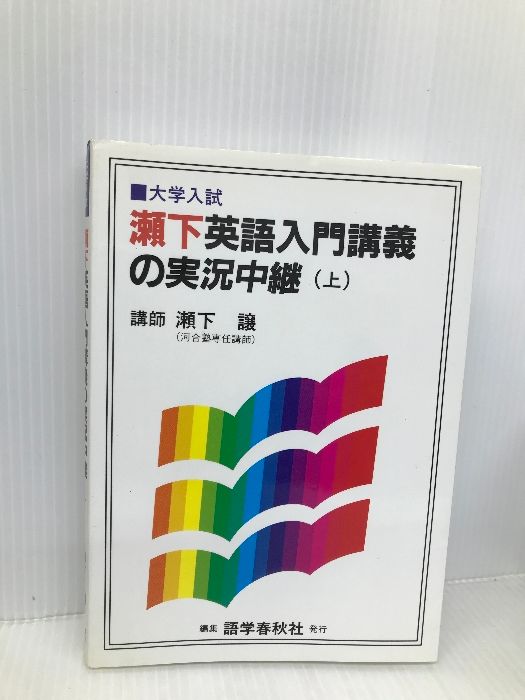 ■大学入試
瀬下英語入門講義
の実況中継(上)
講師 瀬下 譲
(河合塾専任講師)
編集 語学春秋社 発行